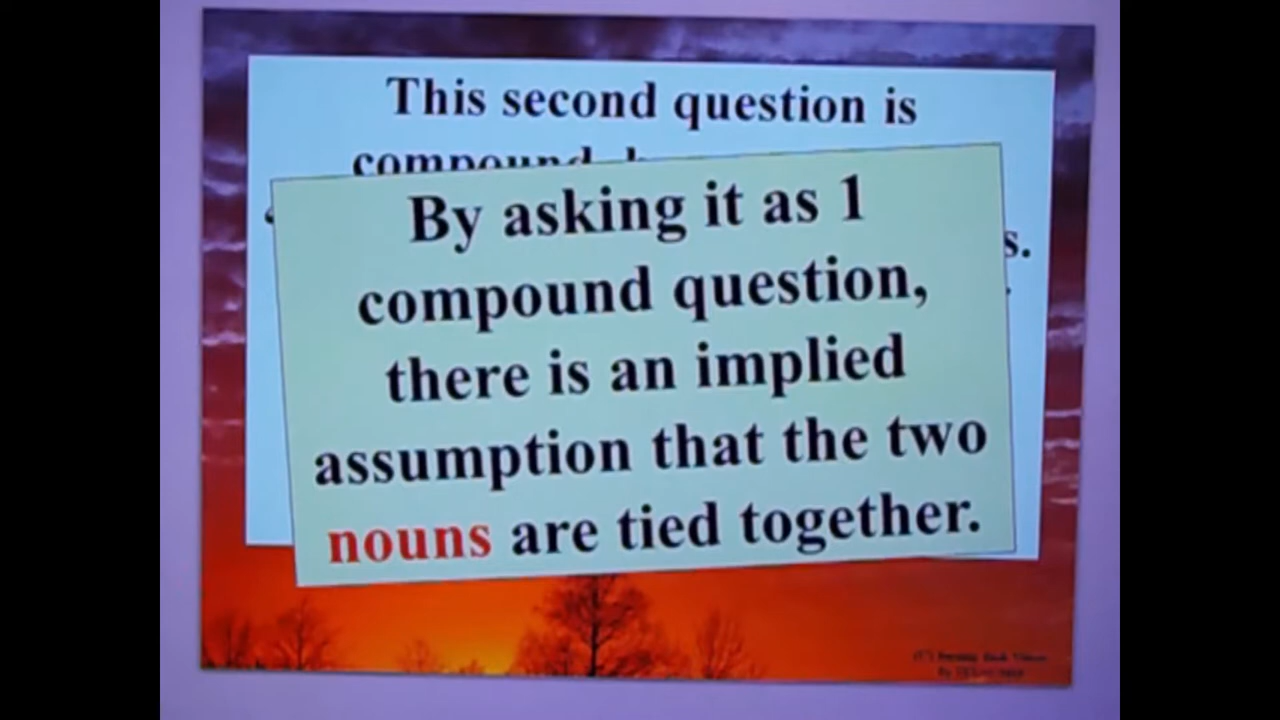 This second question is
compound
By asking it as 1
compound question,
there is an implied
assumption that the two
nouns are tied together.